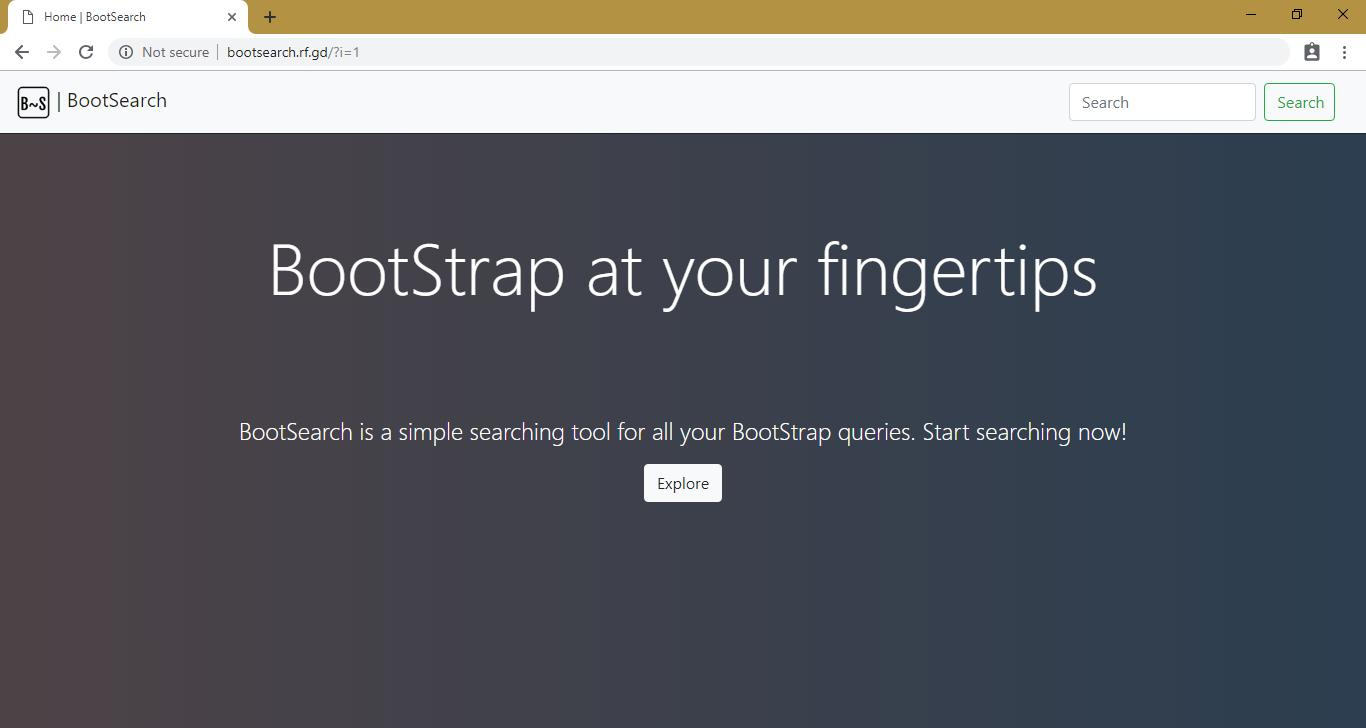 Home | BootSearch
Not secure | bootsearch.rf.gd/?i=1
B~S | BootSearch
Search
Search
BootStrap at your fingertips
BootSearch is a simple searching tool for all your BootStrap queries. Start searching now!
Explore